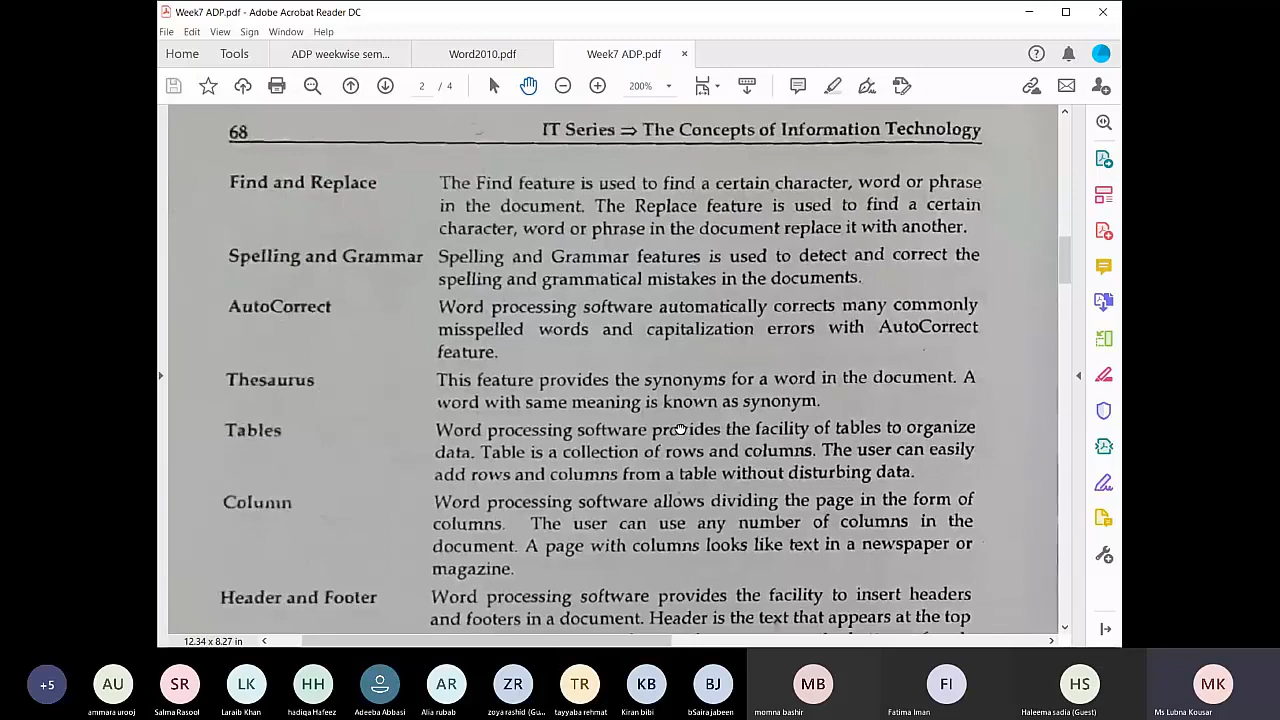 Week7 ADP.pdf - Adobe Acrobat Reader DC
File Edit View Sign Window Help
Home Tools ADP weekwise sem... Word2010.pdf Week7 ADP.pdf ×
2 / 4 200%
68 IT Series ⇒ The Concepts of Information Technology
Find and Replace The Find feature is used to find a certain character, word or phrase
in the document. The Replace feature is used to find a certain
character, word or phrase in the document replace it with another.
Spelling and Grammar Spelling and Grammar features is used to detect and correct the
spelling and grammatical mistakes in the documents.
AutoCorrect Word processing software automatically corrects many commonly
misspelled words and capitalization errors with AutoCorrect
feature.
Thesaurus This feature provides the synonyms for a word in the document. A
word with same meaning is known as synonym.
Tables Word processing software provides the facility of tables to organize
data. Table is a collection of rows and columns. The user can easily
add rows and columns from a table without disturbing data.
Column Word processing software allows dividing the page in the form of
columns. The user can use any number of columns in the
document. A page with columns looks like text in a newspaper or
magazine.
Header and Footer Word processing software provides the facility to insert headers
and footers in a document. Header is the text that appears at the top
12.34 x 8.27 in
+5 AU SR LK HH AR ZR TR KB BJ MB FI HS MK
ammara urooj Salma Rasool Laraib Khan hadiqa Hafeez Adeeba Abbasi Alia rubab zoya rashid (Gu... tayyaba rehmat Kiran bibi bSaira jabeen momna bashir Fatima Iman Haleema sadia (Guest) Ms Lubna Kousar